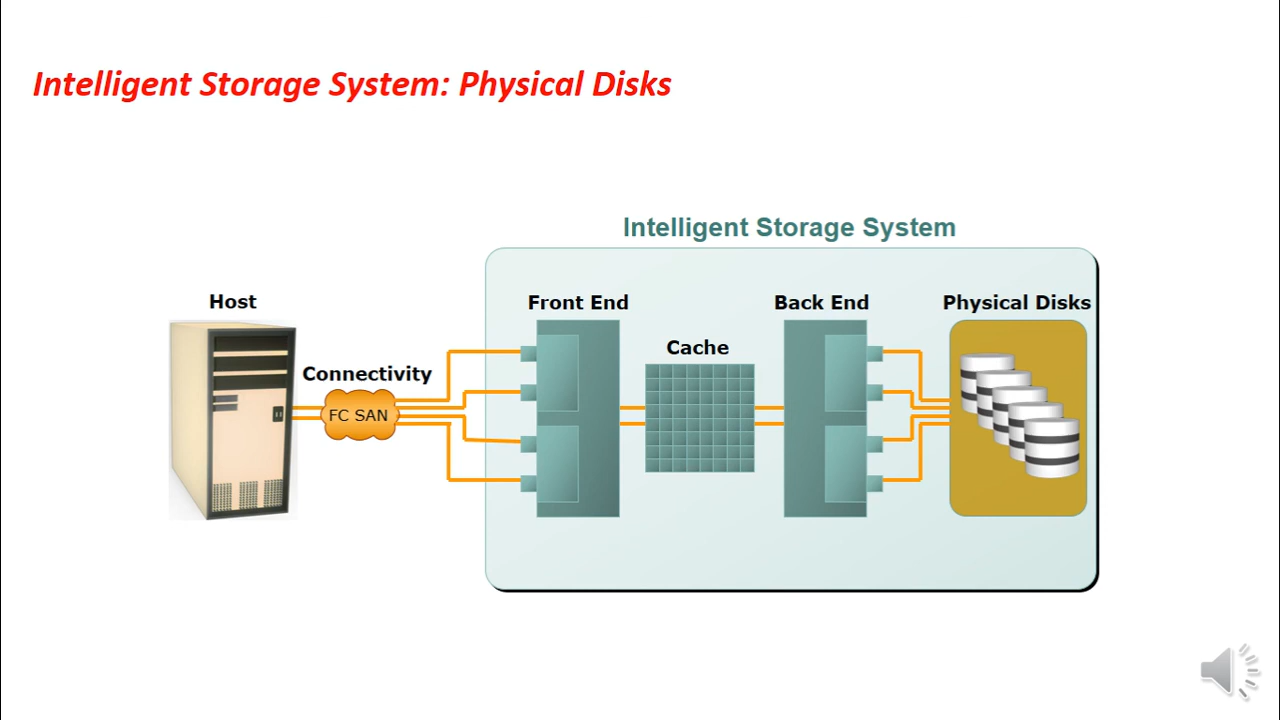 Intelligent Storage System: Physical Disks
Intelligent Storage System
Host
Front End
Back End
Physical Disks
Cache
Connectivity
FC SAN